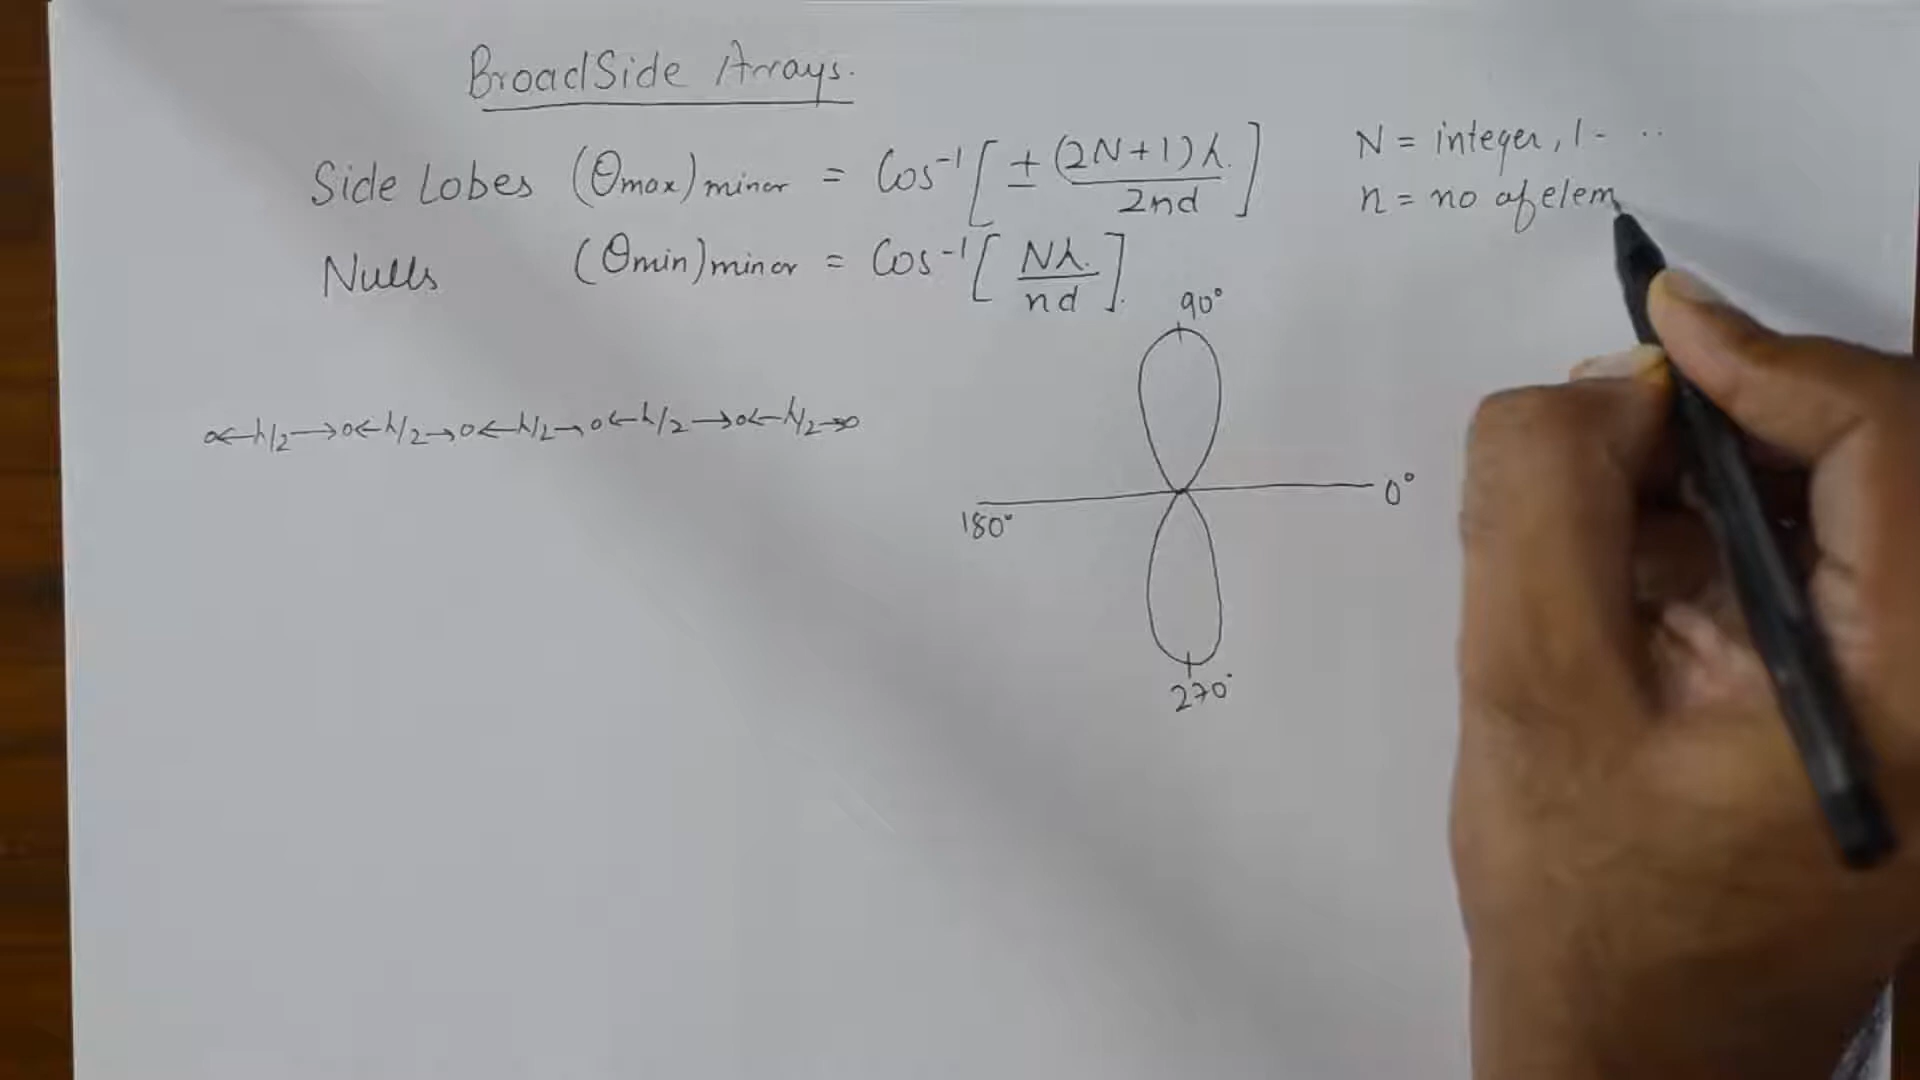 BroadSide Arrays.
Side Lobes (θmax)minor = Cos⁻¹[± (2N+1)λ / 2nd]
N = integer, 1- ..
n = no of elem
Nulls (θmin)minor = Cos⁻¹[Nλ / nd].
90°
o<-λ/2->o<-λ/2->o<-λ/2->o<-λ/2->o<-λ/2->o
0°
180°
270°